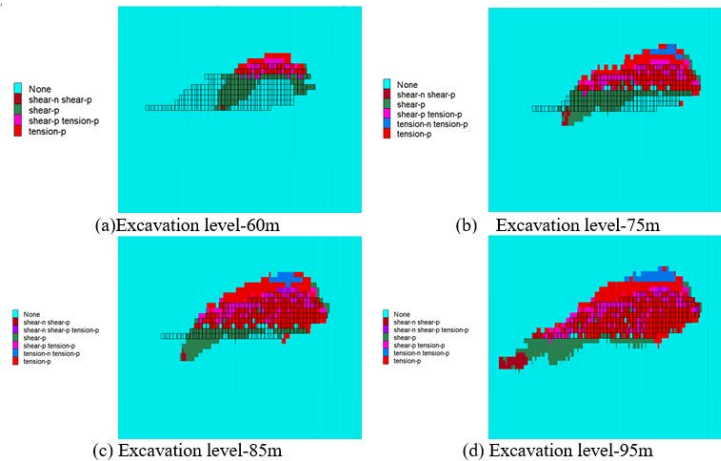 None
shear-n shear-p
shear-p
shear-p tension-p
tension-p
(a)Excavation level-60m
None
shear-n shear-p
shear-p
shear-p tension-p
tension-n tension-p
tension-p
(b) Excavation level-75m
None
shear-n shear-p
shear-n shear-p tension-p
shear-p
shear-p tension-p
tension-n tension-p
tension-p
(c) Excavation level-85m
None
shear-n shear-p
shear-n shear-p tension-p
shear-p
shear-p tension-p
tension-n tension-p
tension-p
(d) Excavation level-95m